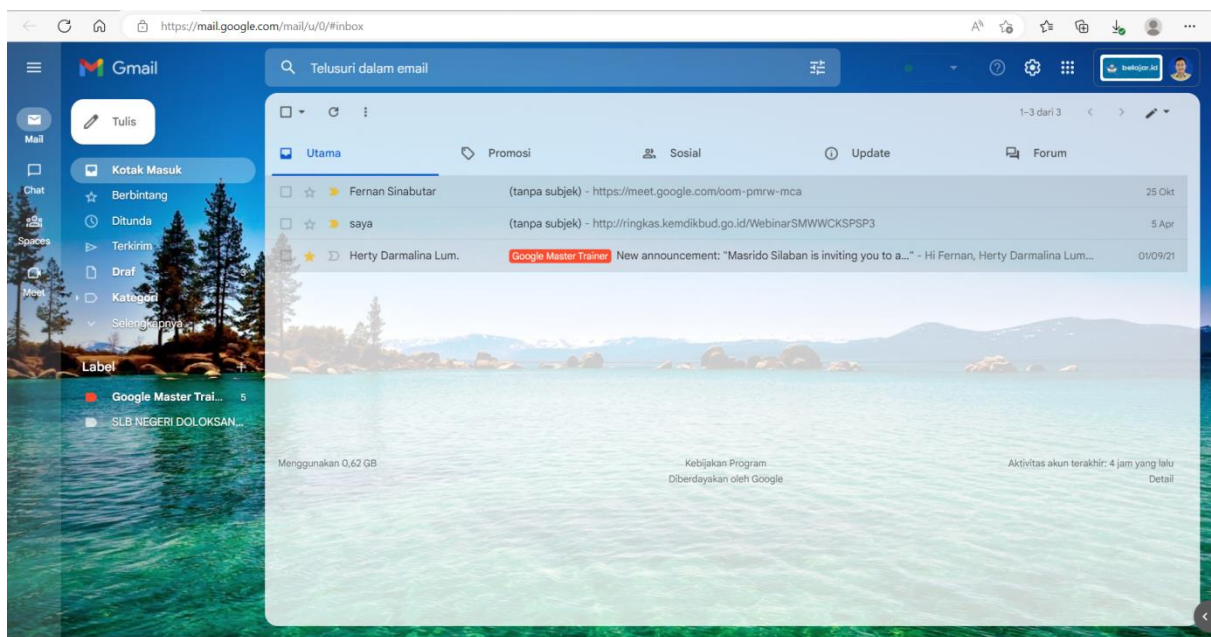 https://mail.google.com/mail/u/0/#inbox
Gmail
Telusuri dalam email
belajar.id
Mail
Chat
Spaces
Meet
Tulis
Kotak Masuk
Berbintang
Ditunda
Terkirim
Draf
Kategori
Selengkapnya
Label
Google Master Trai... 5
SLB NEGERI DOLOKSAN...
1–3 dari 3
Utama Promosi Sosial Update Forum
Fernan Sinabutar (tanpa subjek) - https://meet.google.com/oom-pmrw-mca 25 Okt
saya (tanpa subjek) - http://ringkas.kemdikbud.go.id/WebinarSMWWCKSPSP3 5 Apr
Herty Darmalina Lum. Google Master Trainer New announcement: "Masrido Silaban is inviting you to a..." - Hi Fernan, Herty Darmalina Lum... 01/09/21
Menggunakan 0,62 GB
Kebijakan Program
Diberdayakan oleh Google
Aktivitas akun terakhir: 4 jam yang lalu
Detail